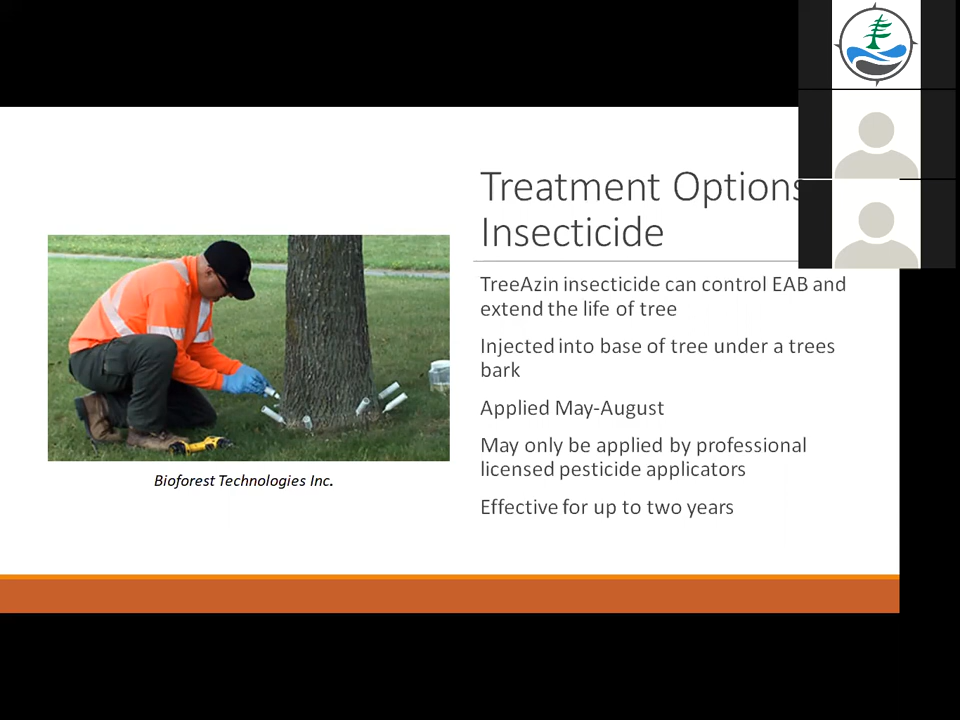 Treatment Options
Insecticide
TreeAzin insecticide can control EAB and
extend the life of tree
Injected into base of tree under a trees
bark
Applied May-August
May only be applied by professional
licensed pesticide applicators
Effective for up to two years
Bioforest Technologies Inc.